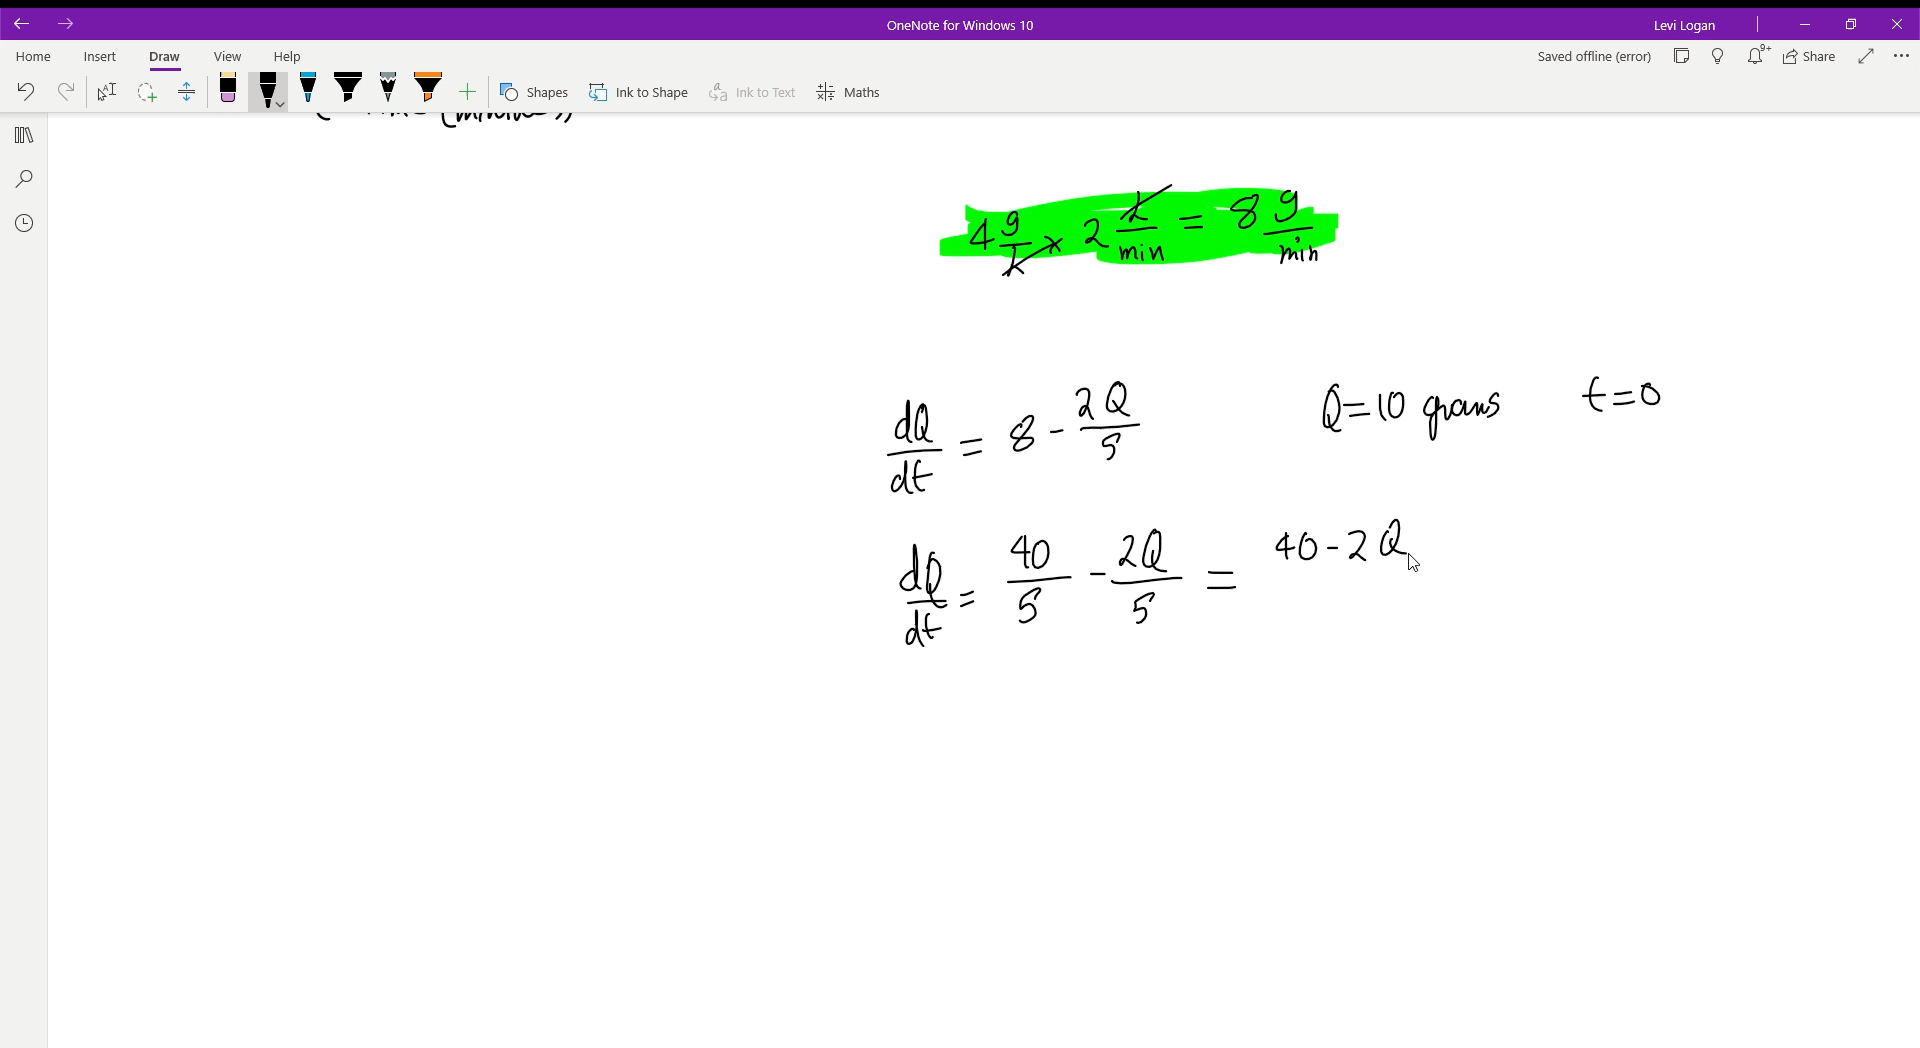 OneNote for Windows 10
Levi Logan
Home Insert Draw View Help
Saved offline (error) 9+ Share
Shapes Ink to Shape Ink to Text Maths
4 g/L × 2 L/min = 8 g/min
dQ/dt = 8 - 2Q/5 Q=10 grams t=0
dQ/dt = 40/5 - 2Q/5 = 40-2Q